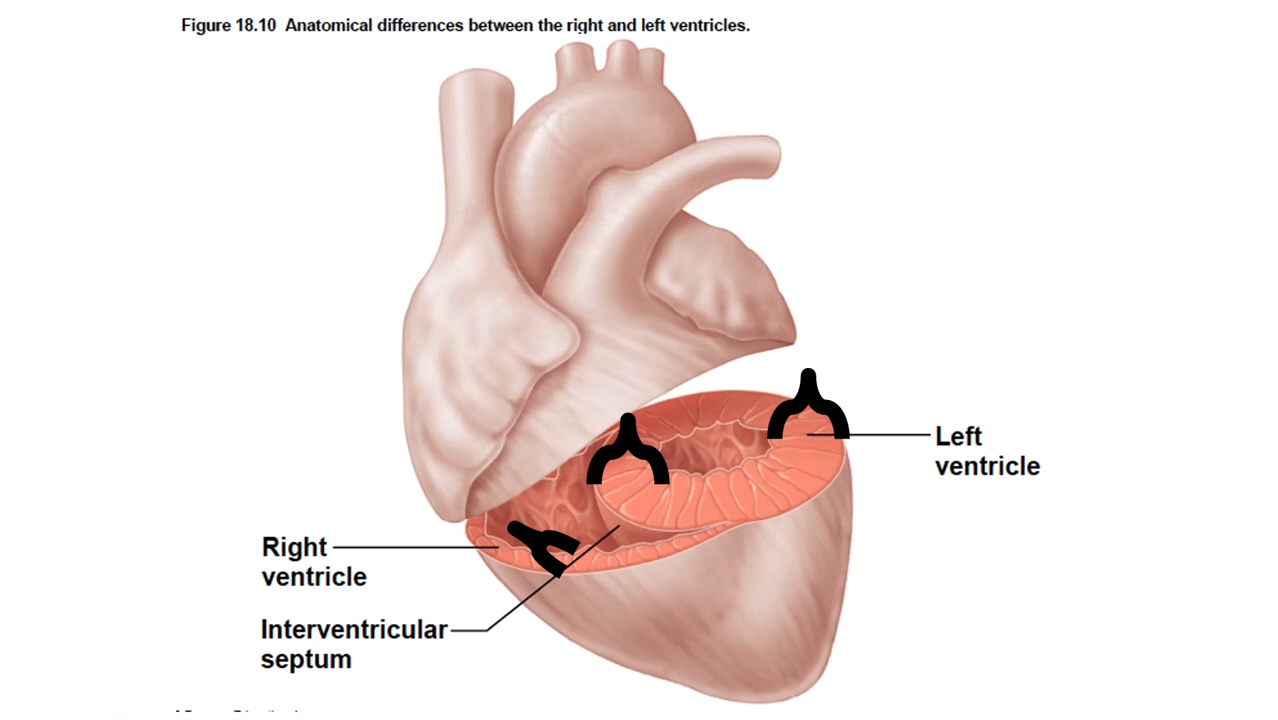 Figure 18.10 Anatomical differences between the right and left ventricles.
Left
ventricle
Right
ventricle
Interventricular
septum